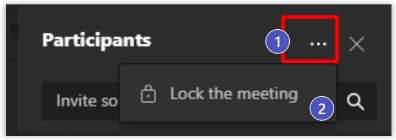 Participants
1
...
Lock the meeting
Invite so
2